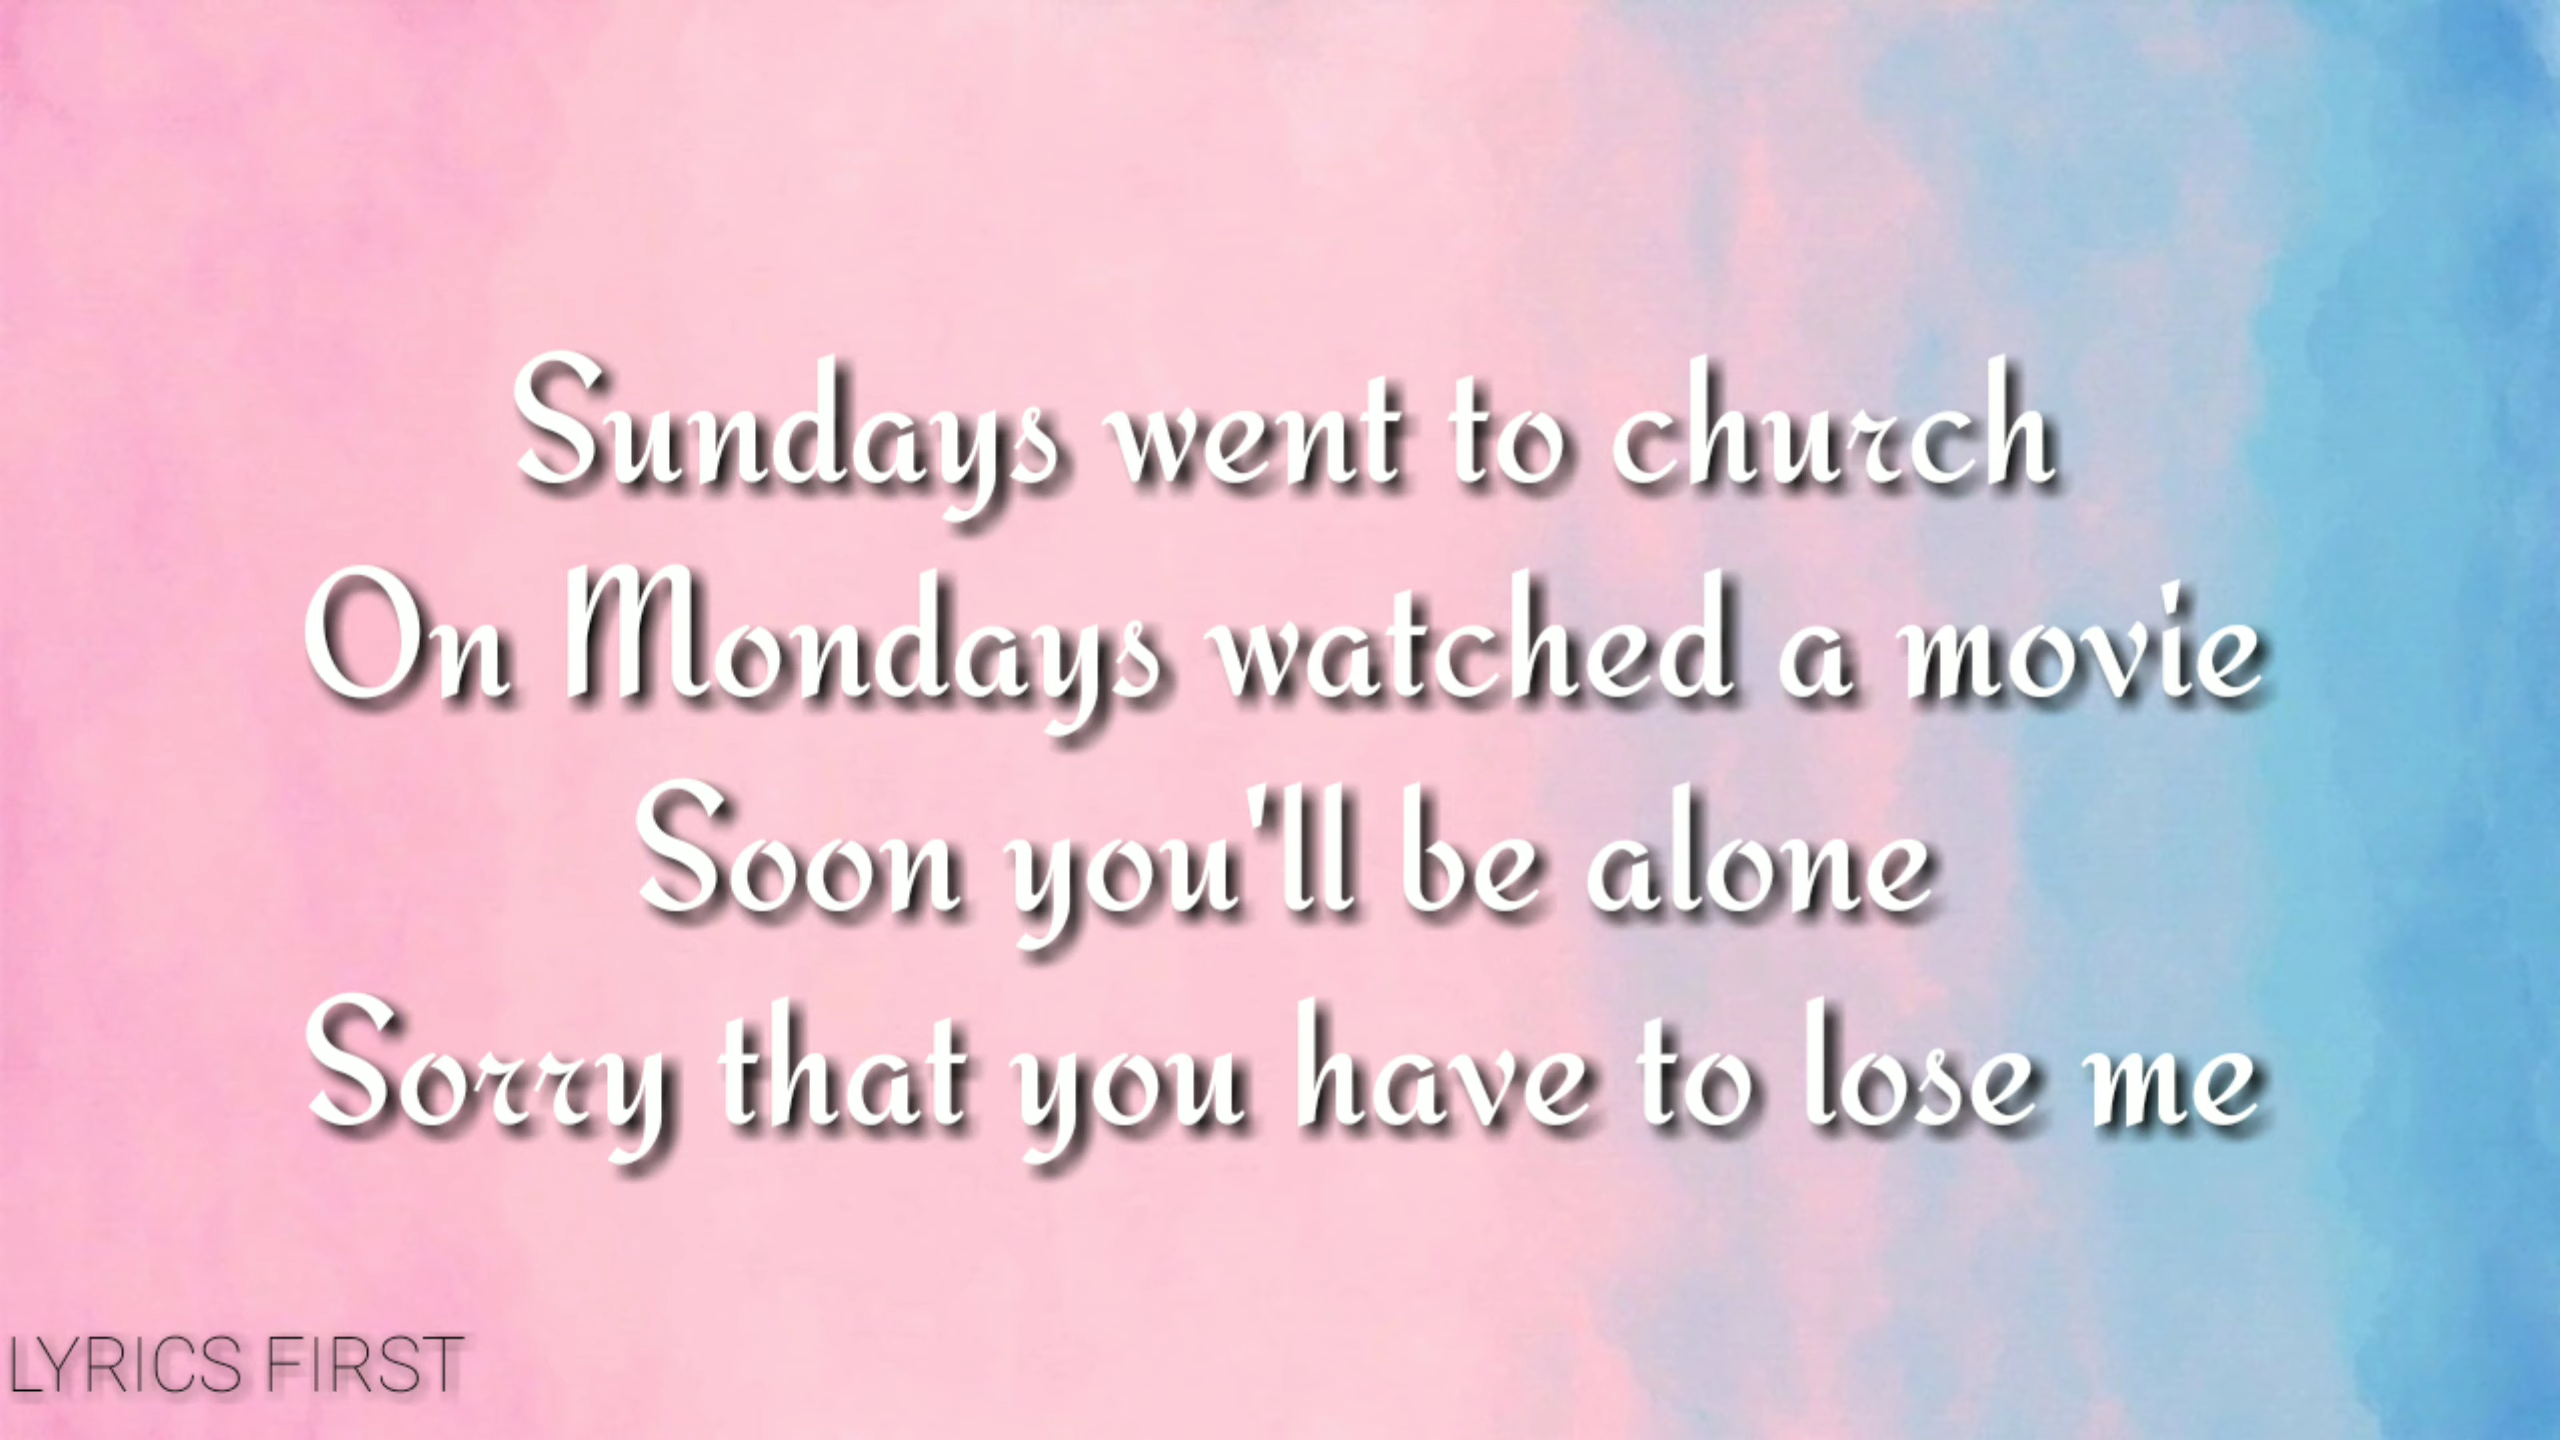 Sundays went to church
On Mondays watched a movie
Soon you'll be alone
Sorry that you have to lose me
LYRICS FIRST